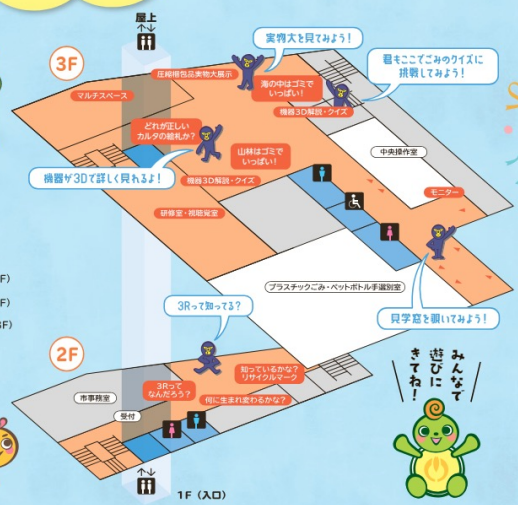 屋上
3F
実物大を見てみよう!
君もここでごみのクイズに
挑戦してみよう!
圧縮梱包品実物大展示
マルチスペース
海の中はゴミで
いっぱい!
機器3D解説・クイズ
どれが正しい
カルタの絵札か?
山林はゴミで
いっぱい!
中央操作室
機器が3Dで詳しく見れるよ!
機器3D解説・クイズ
モニター
研修室・視聴覚室
プラスチックごみ・ペットボトル手選別室
F)
F)
F)
3Rって知ってる?
見学窓を覗いてみよう!
2F
知っているかな?
リサイクルマーク
3Rって
なんだろう?
市事務室
何に生まれ変わるかな?
受付
みんなで
遊びに
きてね!
1F(入口)